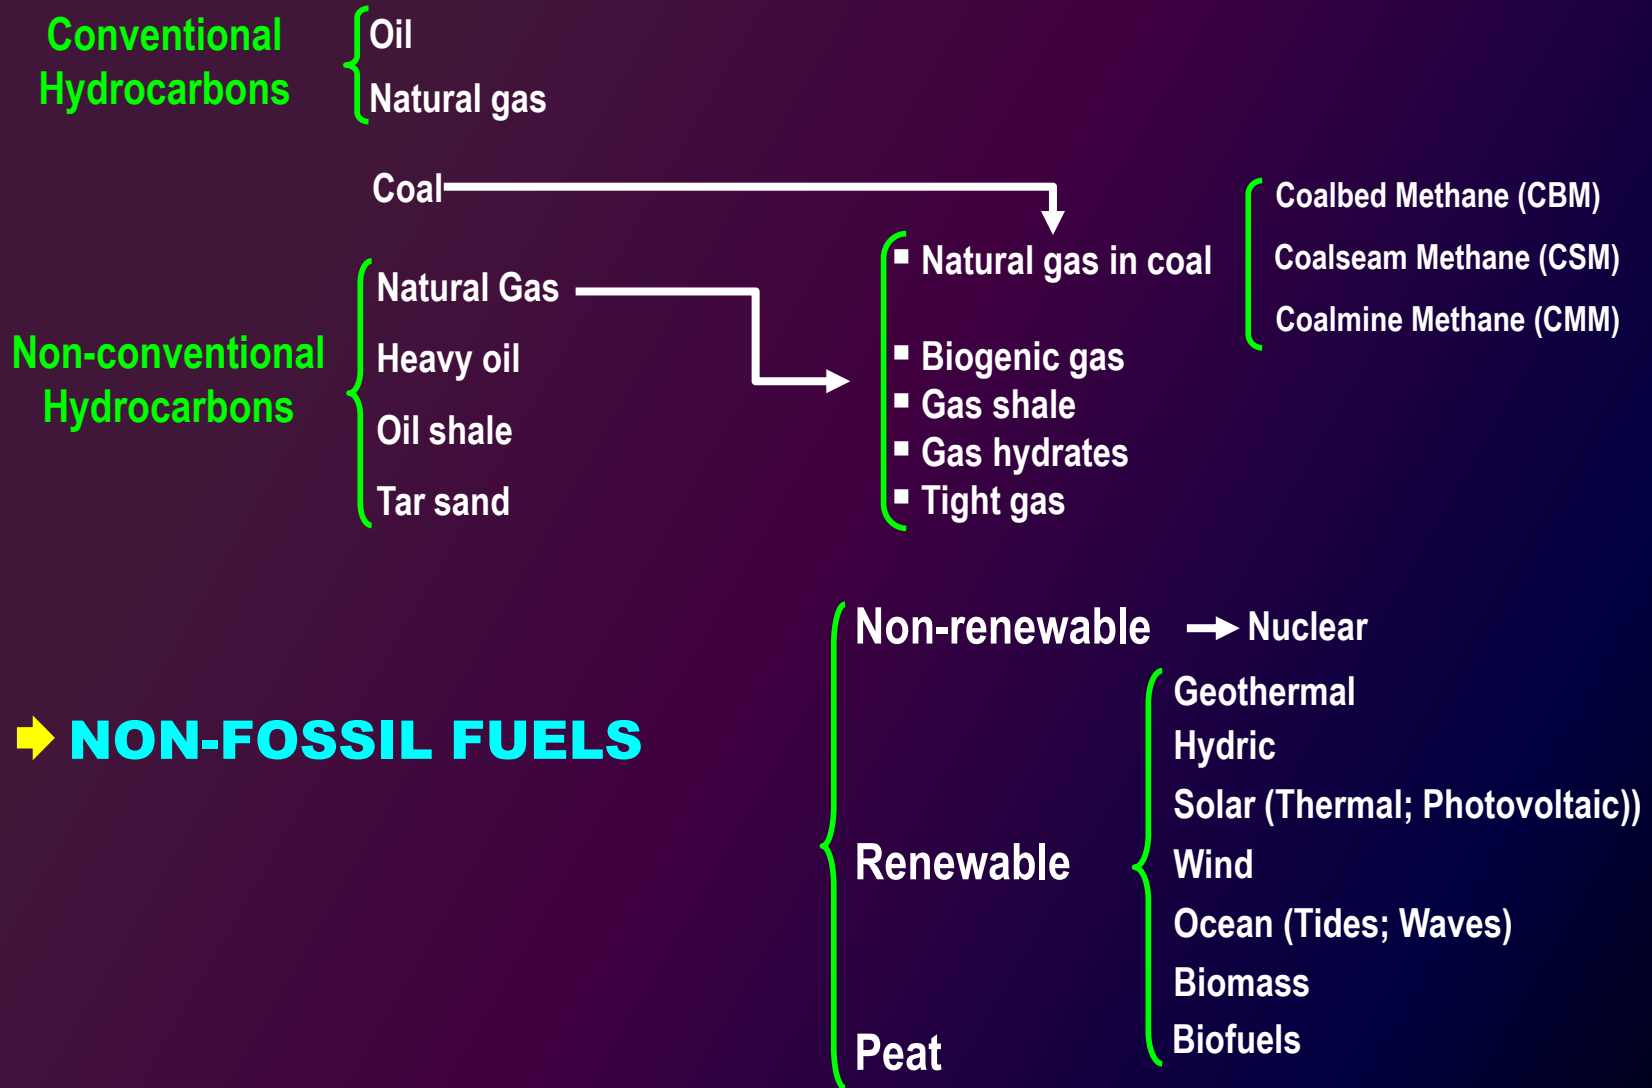 Conventional
Hydrocarbons
Oil
Natural gas
Coal
Non-conventional
Hydrocarbons
Natural Gas
Heavy oil
Oil shale
Tar sand
▪ Natural gas in coal
▪ Biogenic gas
▪ Gas shale
▪ Gas hydrates
▪ Tight gas
Coalbed Methane (CBM)
Coalseam Methane (CSM)
Coalmine Methane (CMM)
NON-FOSSIL FUELS
Non-renewable
Nuclear
Renewable
Geothermal
Hydric
Solar (Thermal; Photovoltaic))
Wind
Ocean (Tides; Waves)
Biomass
Biofuels
Peat